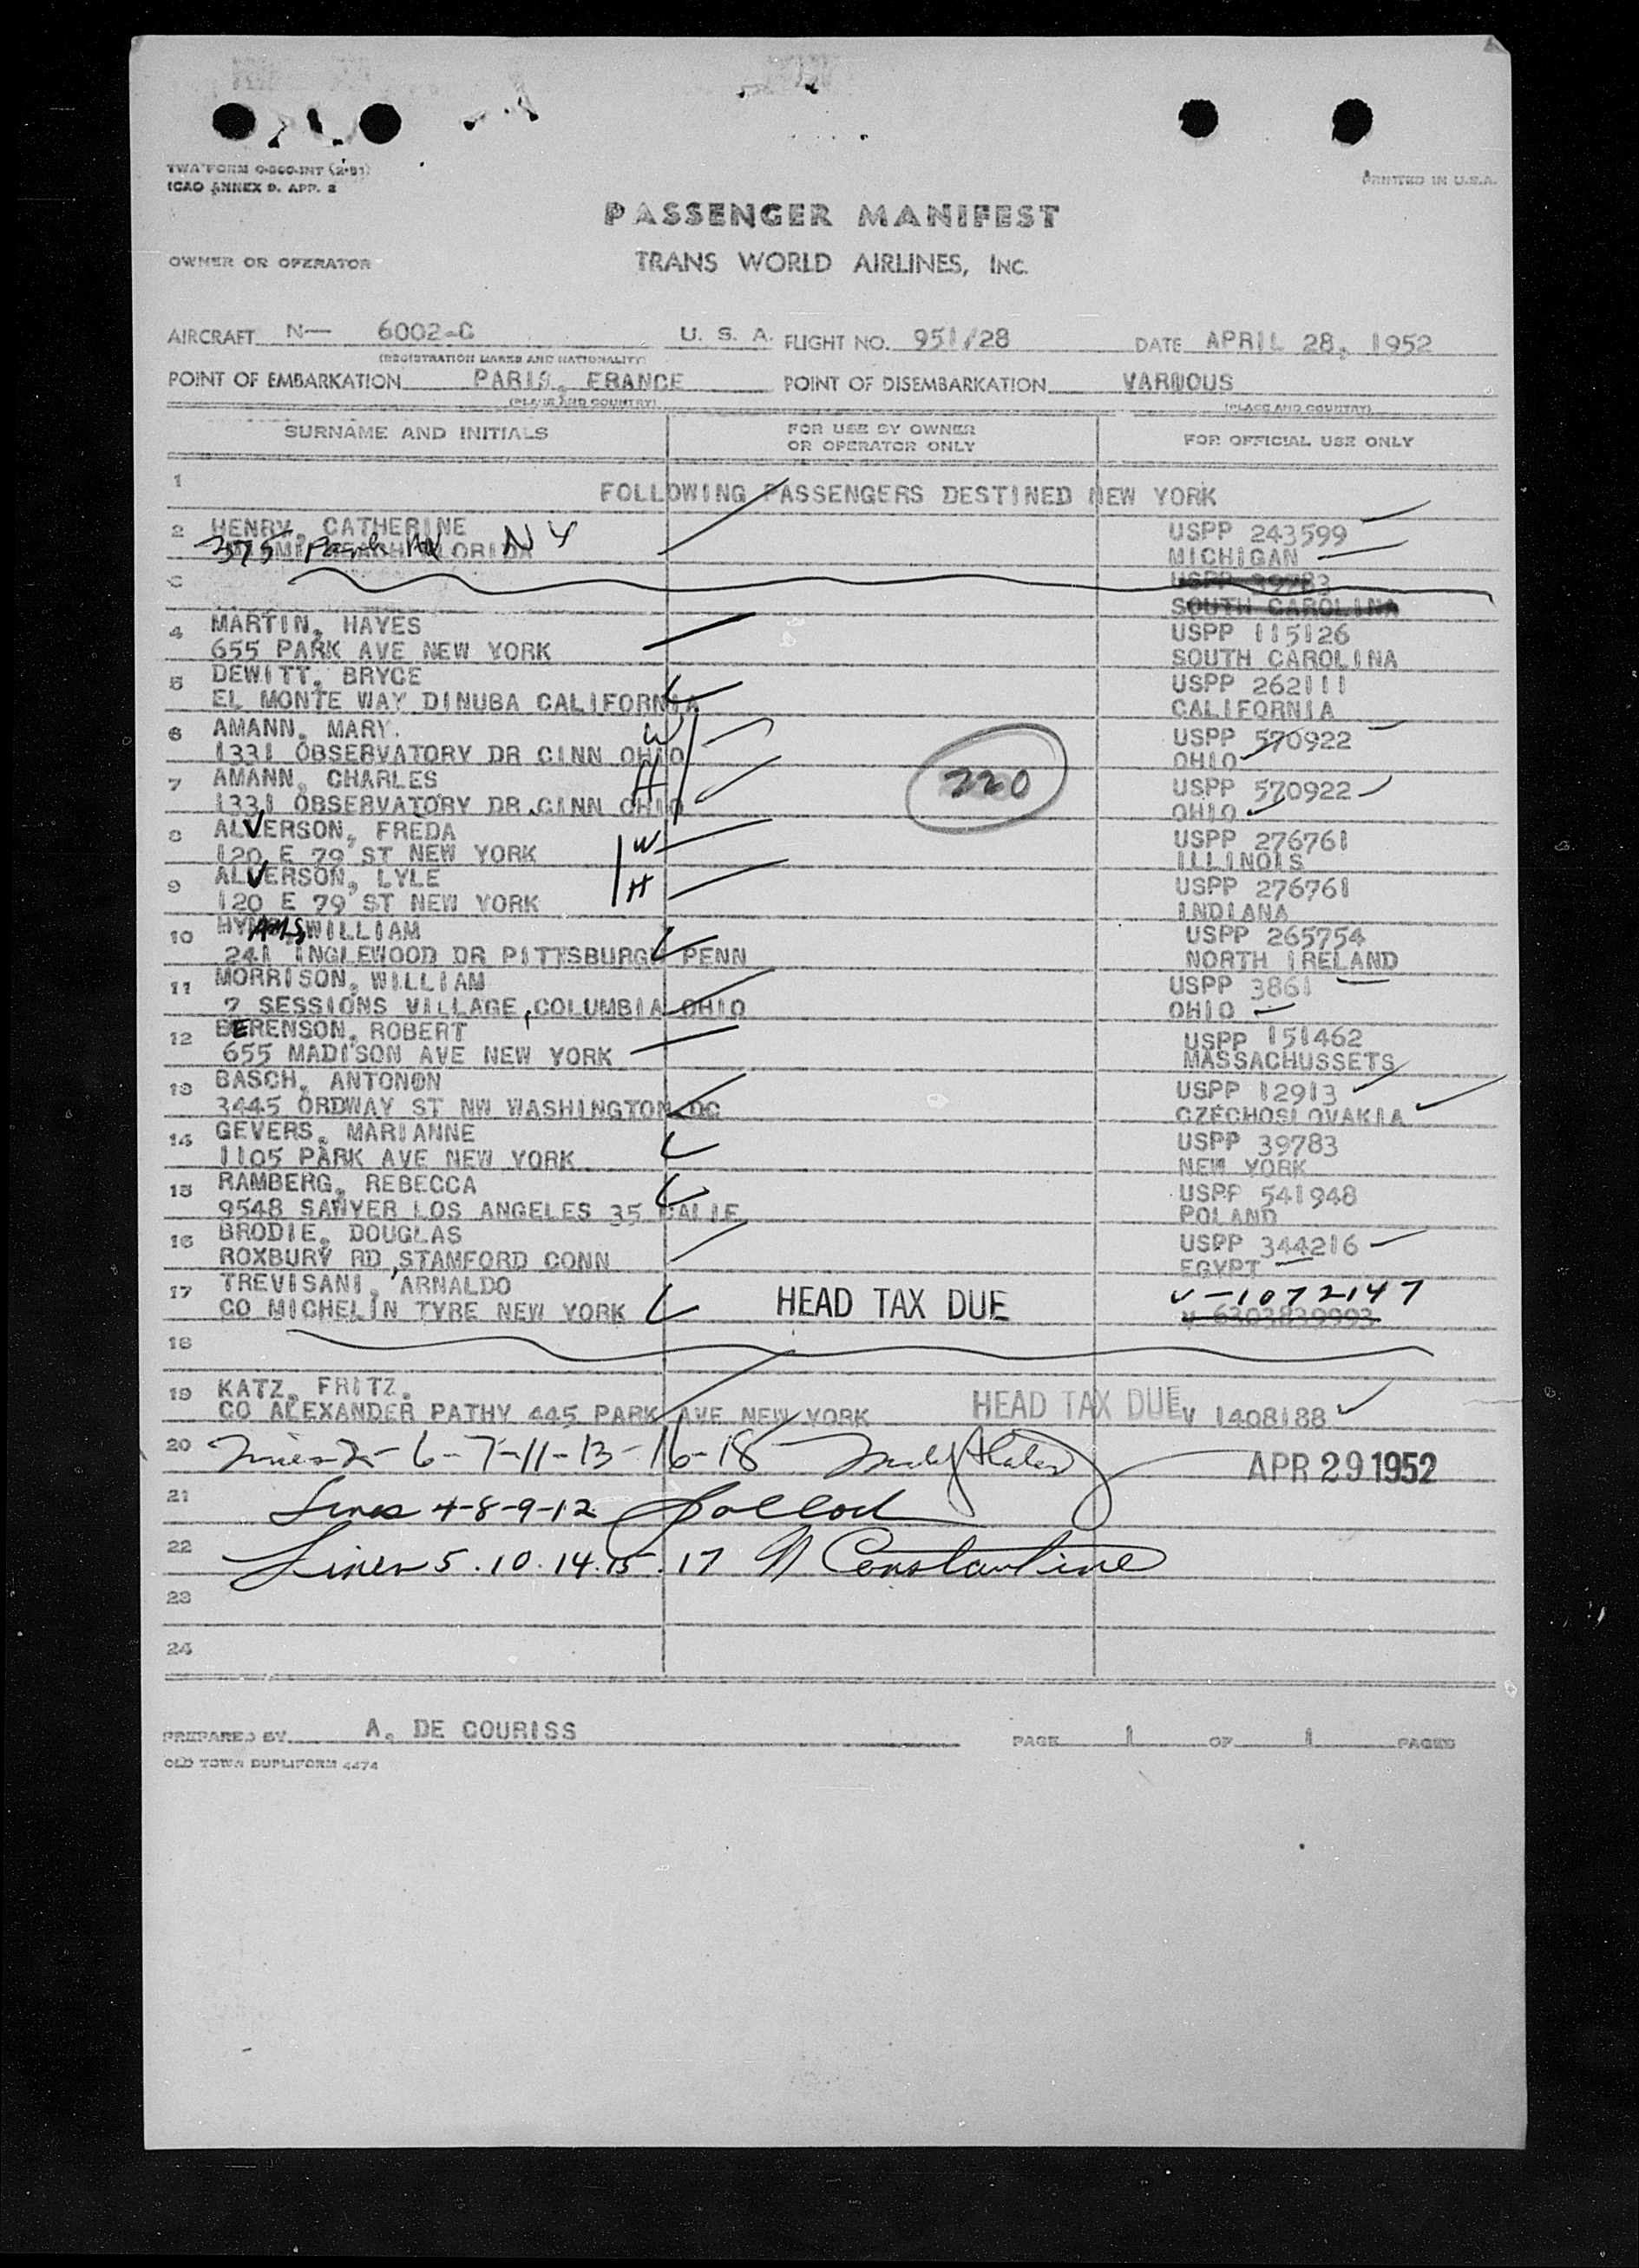 TWA FORM O-800-INT (2-51)
ICAO ANNEX 9. APP. 2
PRINTED IN U.S.A.
PASSENGER MANIFEST
OWNER OR OPERATOR
TRANS WORLD AIRLINES, INC.
AIRCRAFT N— 6002-C U. S. A. FLIGHT NO. 951/28 DATE APRIL 28, 1952
(REGISTRATION MARKS AND NATIONALITY)
POINT OF EMBARKATION PARIS, FRANCE POINT OF DISEMBARKATION VARIOUS
(PLACE AND COUNTRY) (PLACE AND COUNTRY)
SURNAME AND INITIALS FOR USE BY OWNER OR OPERATOR ONLY FOR OFFICIAL USE ONLY
1 FOLLOWING PASSENGERS DESTINED NEW YORK
2 HENRY, CATHERINE USPP 243599
375 Park Av NY MICHIGAN
3 USPP 39783
SOUTH CAROLINA
4 MARTIN, HAYES USPP 115126
655 PARK AVE NEW YORK SOUTH CAROLINA
5 DEWITT, BRYCE USPP 262111
EL MONTE WAY DINUBA CALIFORNIA CALIFORNIA
6 AMANN, MARY. W USPP 570922
1331 OBSERVATORY DR CINN OHIO OHIO
7 AMANN, CHARLES H USPP 570922
1331 OBSERVATORY DR CINN OHIO OHIO
220
8 ALVERSON, FREDA W USPP 276761
120 E 79 ST NEW YORK ILLINOIS
9 ALVERSON, LYLE H USPP 276761
120 E 79 ST NEW YORK INDIANA
10 HYAMS, WILLIAM USPP 265754
241 INGLEWOOD DR PITTSBURGH PENN NORTH IRELAND
11 MORRISON, WILLIAM USPP 3861
7 SESSIONS VILLAGE, COLUMBIA OHIO OHIO
12 BERENSON, ROBERT USPP 151462
655 MADISON AVE NEW YORK MASSACHUSSETS
13 BASCH, ANTONON USPP 12913
3445 ORDWAY ST NW WASHINGTON DC CZECHOSLOVAKIA
14 GEVERS, MARIANNE USPP 39783
1105 PARK AVE NEW YORK NEW YORK
15 RAMBERG, REBECCA USPP 541948
9548 SAWYER LOS ANGELES 35 CALIF POLAND
16 BRODIE, DOUGLAS USPP 344216
ROXBURY RD, STAMFORD CONN EGYPT
17 TREVISANI, ARNALDO V-1072147
CO MICHELIN TYRE NEW YORK HEAD TAX DUE
18
19 KATZ, FRITZ.
CO ALEXANDER PATHY 445 PARK AVE NEW YORK HEAD TAX DUE V 1408188
20 Lines 2-6-7-11-13-16-18 APR 29 1952
21 Lines 4-8-9-12
22 Lines 5.10.14.15.17 N Constantine
23
24
PREPARED BY A. DE COURISS PAGE 1 OF 1 PAGES
OLD TOWN DUPLIFORM 4474